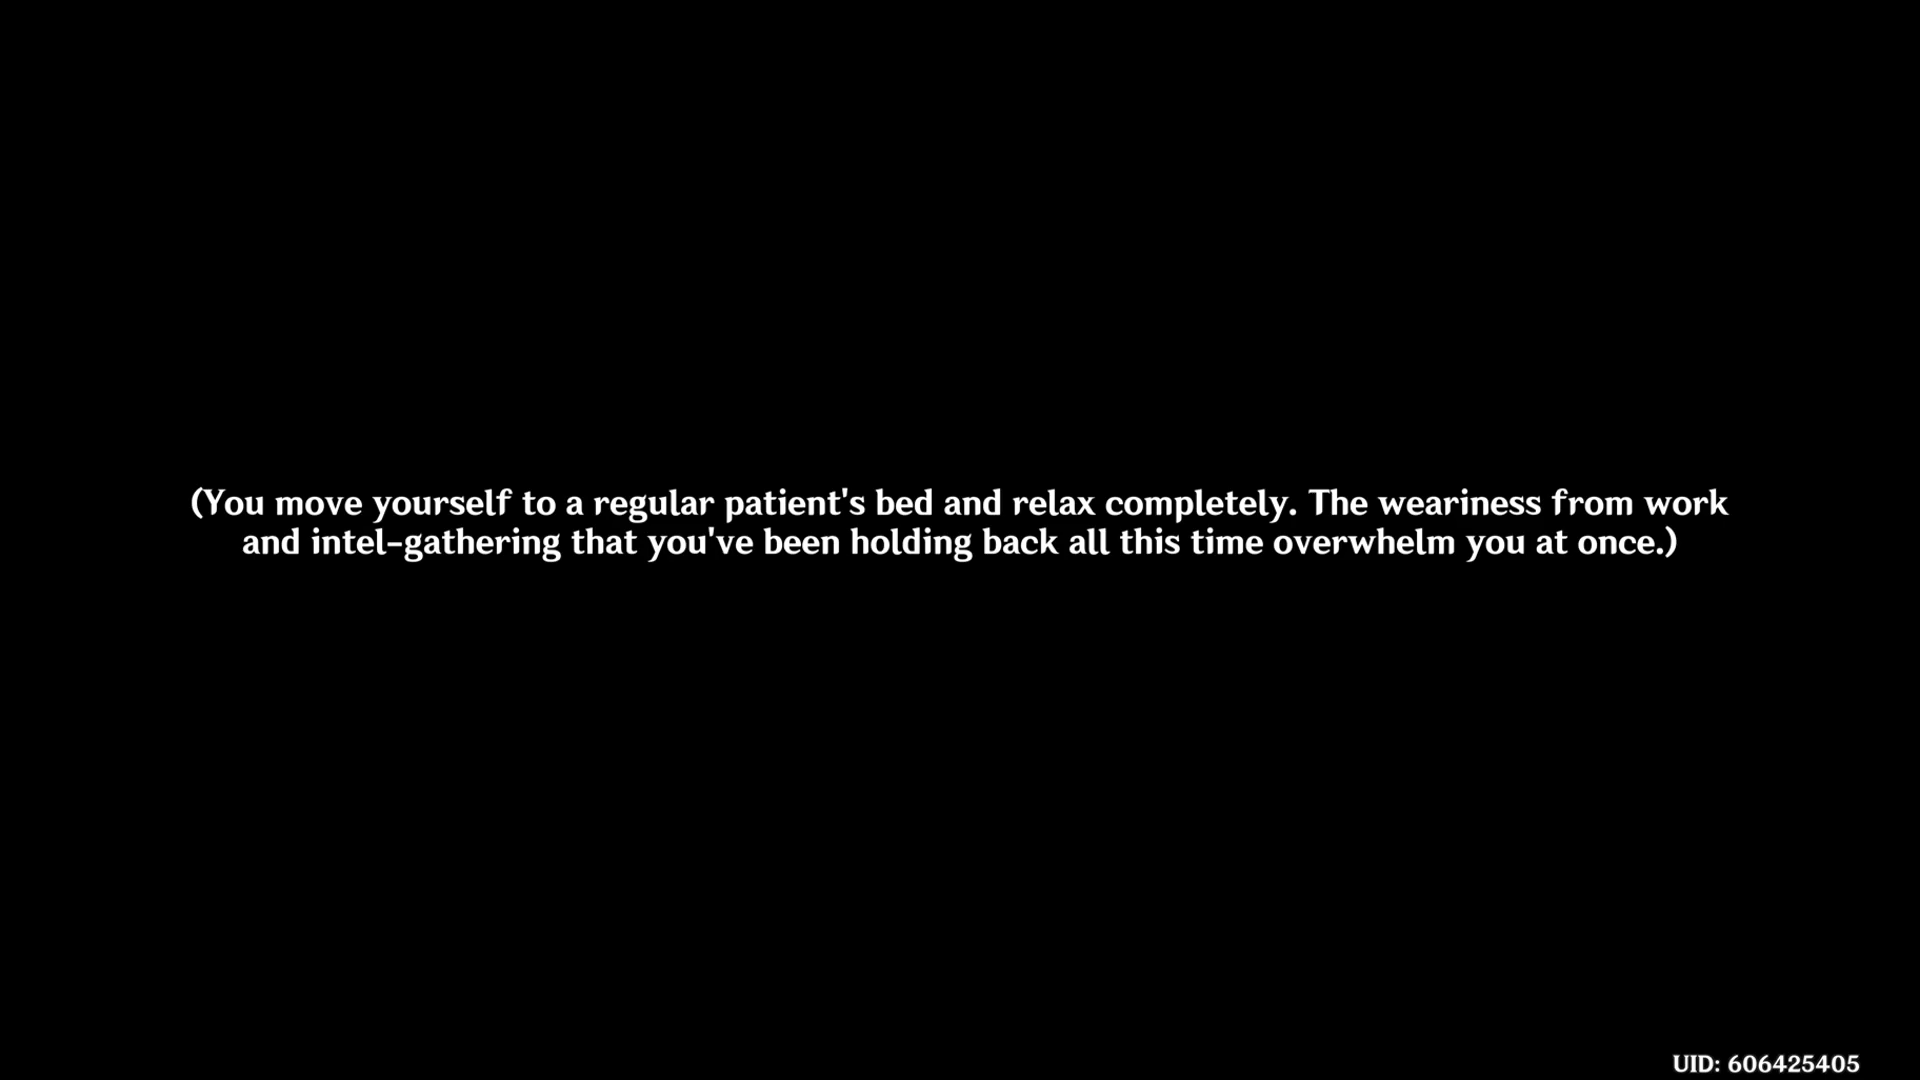 (You move yourself to a regular patient's bed and relax completely. The weariness from work
and intel-gathering that you've been holding back all this time overwhelm you at once.)
UID: 606425405